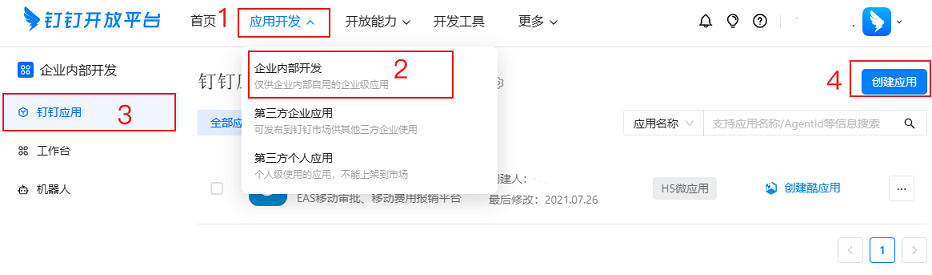 钉钉开放平台 首页 1 应用开发 开放能力 开发工具 更多
企业内部开发
钉钉应用 3
工作台
机器人
企业内部开发 2
仅供企业内部自用的企业级应用
第三方企业应用
可发布到钉钉市场供其他三方企业使用
第三方个人应用
个人级使用的应用，不能上架到市场
钉钉
4 创建应用
全部应
应用名称 支持应用名称/AgentId等信息搜索
创建人：
EAS移动审批、移动费用报销平台 最后修改：2021.07.26
H5微应用 创建酷应用 ...
< 1 >